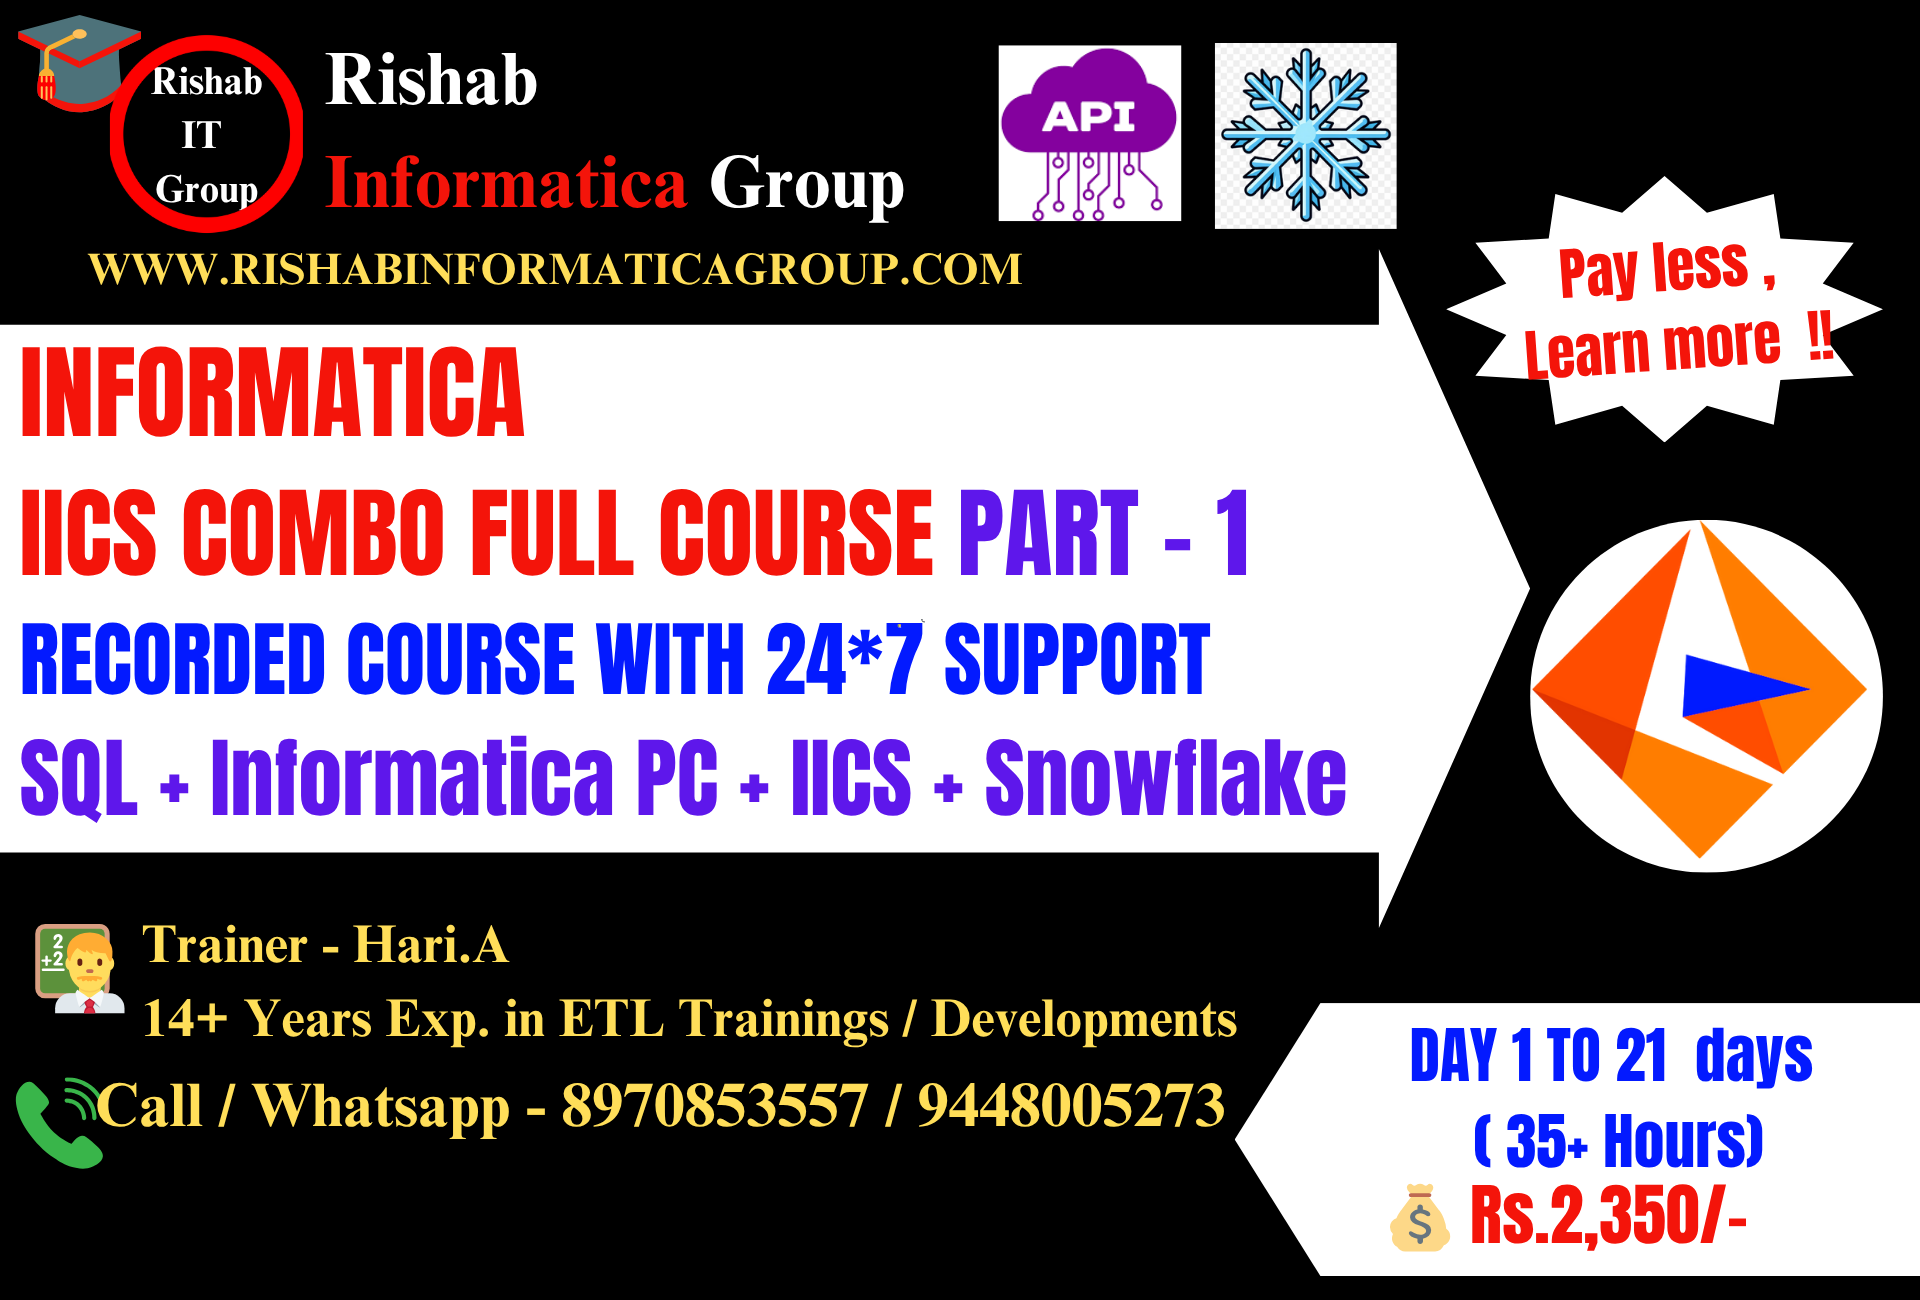 Rishab
IT
Group
Rishab
Informatica Group
WWW.RISHABINFORMATICAGROUP.COM
API
Pay less ,
Learn more !!
INFORMATICA
IICS COMBO FULL COURSE PART - 1
RECORDED COURSE WITH 24*7 SUPPORT
SQL + Informatica PC + IICS + Snowflake
2
+2
Trainer - Hari.A
14+ Years Exp. in ETL Trainings / Developments
Call / Whatsapp - 8970853557 / 9448005273
DAY 1 TO 21 days
( 35+ Hours)
$
Rs.2,350/-